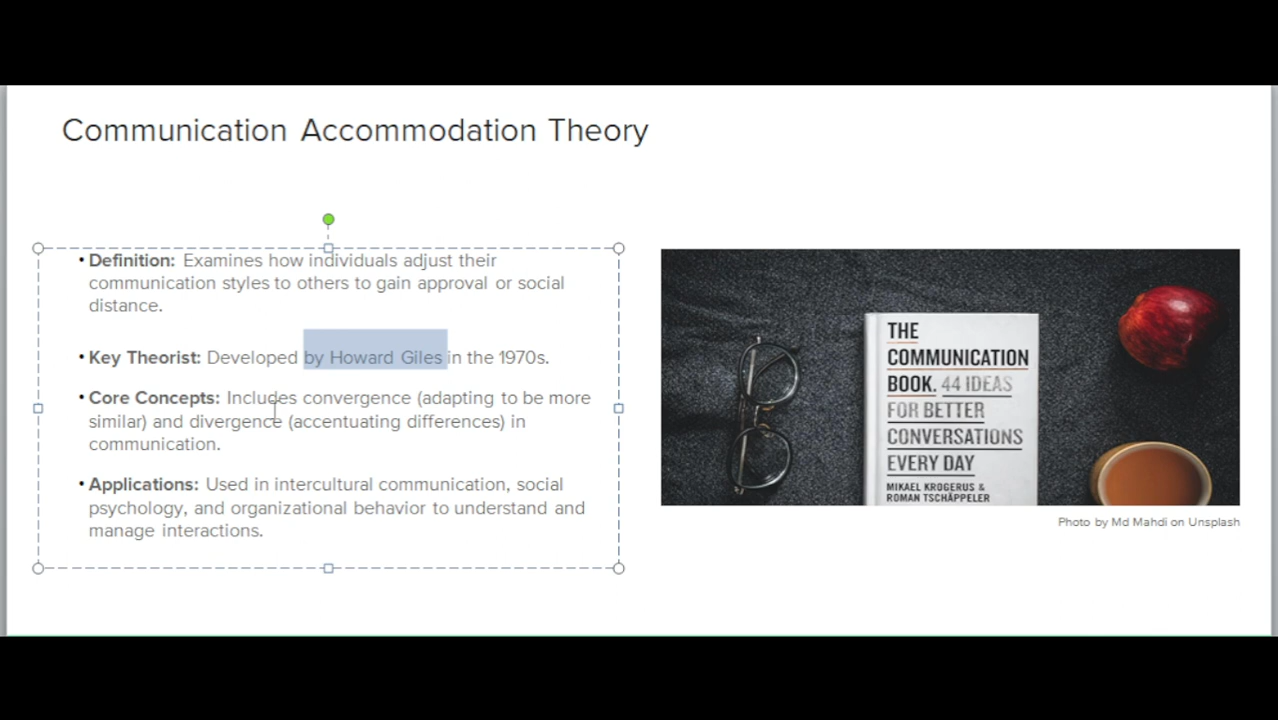 Communication Accommodation Theory
• Definition: Examines how individuals adjust their
communication styles to others to gain approval or social
distance.
• Key Theorist: Developed by Howard Giles in the 1970s.
• Core Concepts: Includes convergence (adapting to be more
similar) and divergence (accentuating differences) in
communication.
• Applications: Used in intercultural communication, social
psychology, and organizational behavior to understand and
manage interactions.
THE
COMMUNICATION
BOOK. 44 IDEAS
FOR BETTER
CONVERSATIONS
EVERY DAY
MIKAEL KROGERUS &
ROMAN TSCHÄPPELER
Photo by Md Mahdi on Unsplash